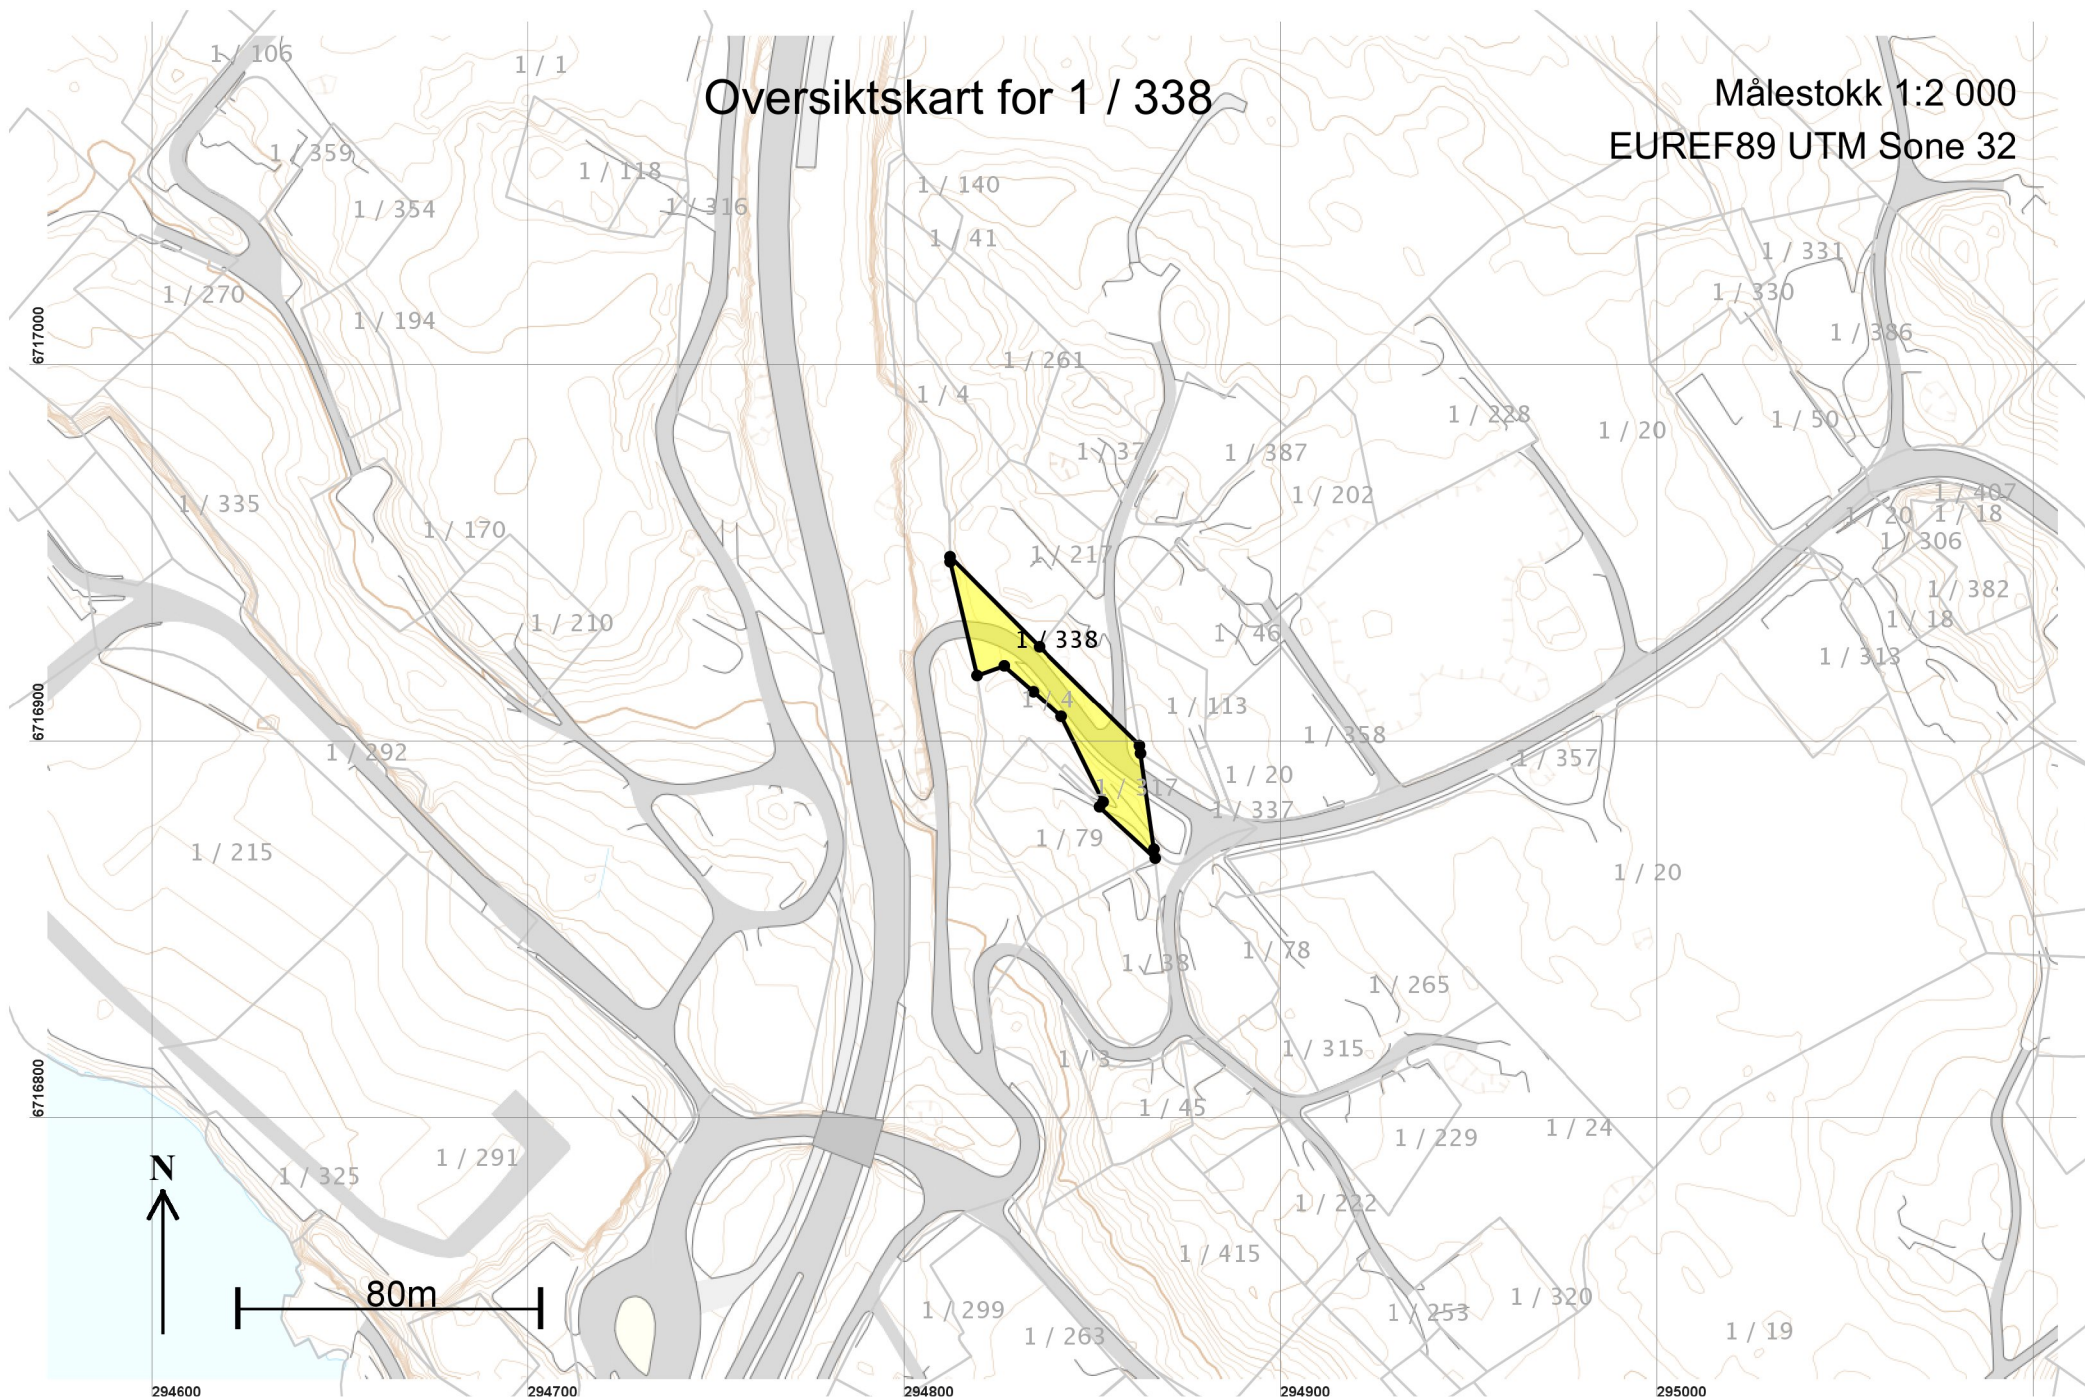 Oversiktskart for 1 / 338
Målestokk 1:2 000
EUREF89 UTM Sone 32
1 / 106
1 / 1
1 / 359
1 / 118
1 / 354
1 / 316
1 / 140
1 / 41
1 / 331
1 / 330
1 / 270
1 / 194
1 / 386
6717000
1 / 261
1 / 4
1 / 228
1 / 20
1 / 50
1 / 37
1 / 387
1 / 202
1 / 335
1 / 170
1 / 407
1 / 20
1 / 18
1 / 306
1 / 217
1 / 382
1 / 210
1 / 46
1 / 18
1 / 338
1 / 313
1 / 4
1 / 113
6716900
1 / 358
1 / 292
1 / 357
1 / 20
1 / 317
1 / 337
1 / 79
1 / 215
1 / 20
1 / 78
1 / 38
1 / 265
1 / 315
1 / 3
6716800
1 / 45
1 / 24
1 / 229
1 / 291
1 / 325
N
1 / 222
1 / 415
80m
1 / 320
1 / 299
1 / 253
1 / 263
1 / 19
294600
294700
294800
294900
295000